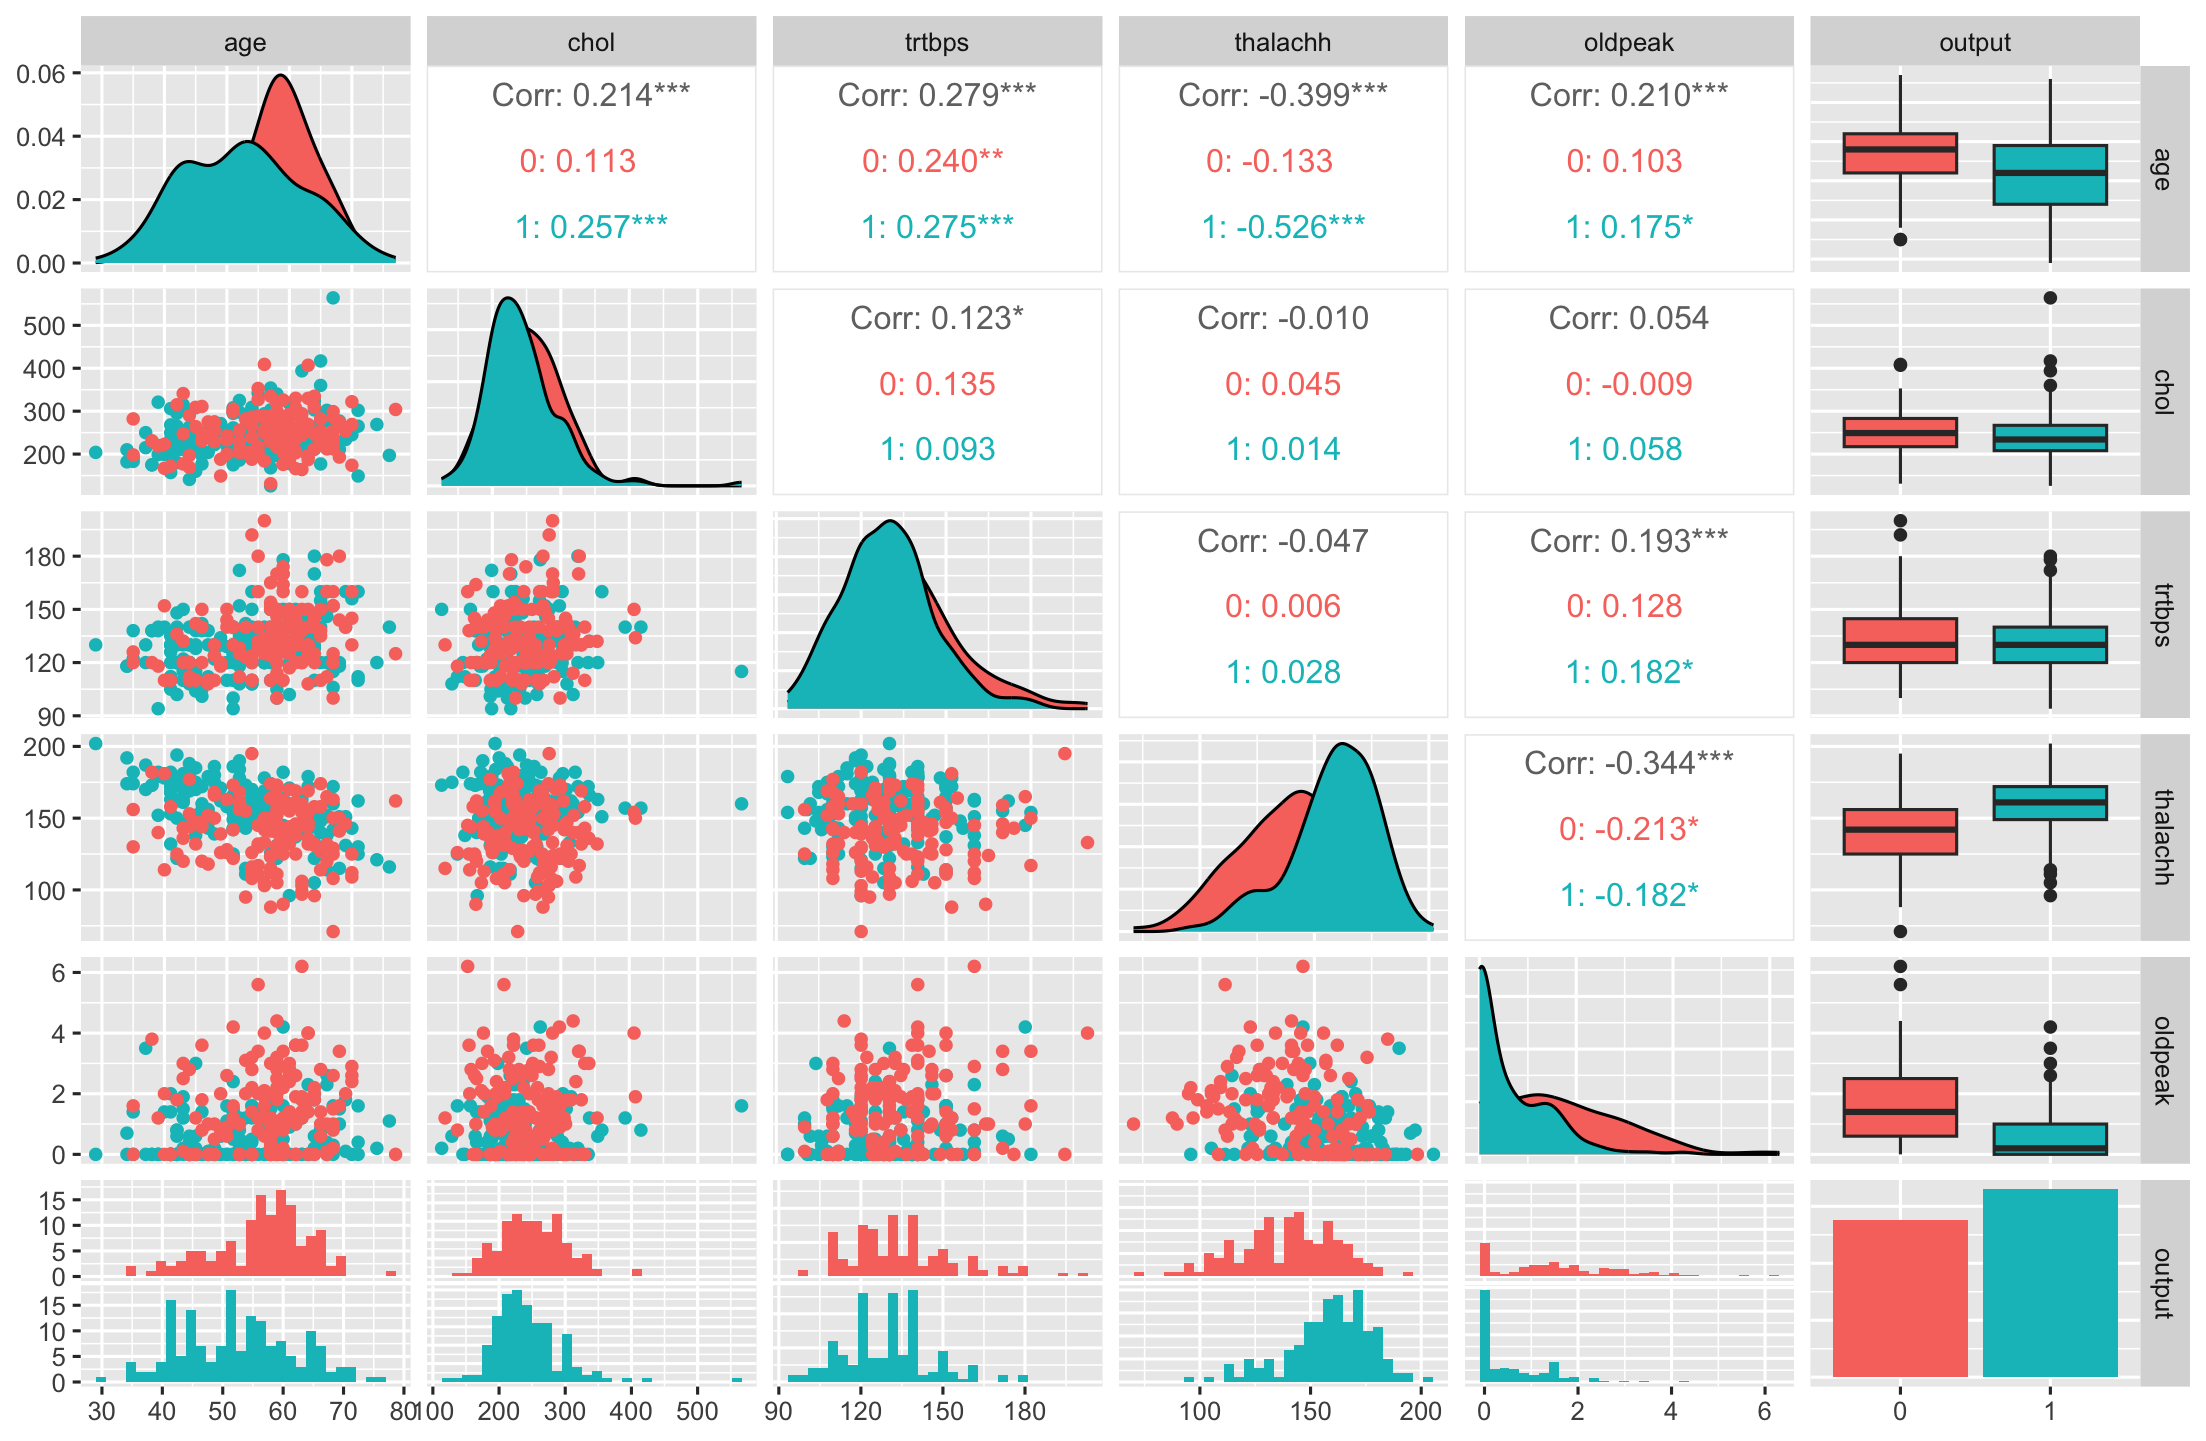 age chol trtbps thalachh oldpeak output
0.06
0.04
0.02
0.00
Corr: 0.214***
0: 0.113
1: 0.257***
Corr: 0.279***
0: 0.240**
1: 0.275***
Corr: -0.399***
0: -0.133
1: -0.526***
Corr: 0.210***
0: 0.103
1: 0.175*
age
500
400
300
200
Corr: 0.123*
0: 0.135
1: 0.093
Corr: -0.010
0: 0.045
1: 0.014
Corr: 0.054
0: -0.009
1: 0.058
chol
180
150
120
90
Corr: -0.047
0: 0.006
1: 0.028
Corr: 0.193***
0: 0.128
1: 0.182*
trtbps
200
150
100
Corr: -0.344***
0: -0.213*
1: -0.182*
thalachh
6
4
2
0
oldpeak
15
10
5
0
15
10
5
0
output
30 40 50 60 70 80
100 200 300 400 500
90 120 150 180
100 150 200
0 2 4 6
0 1